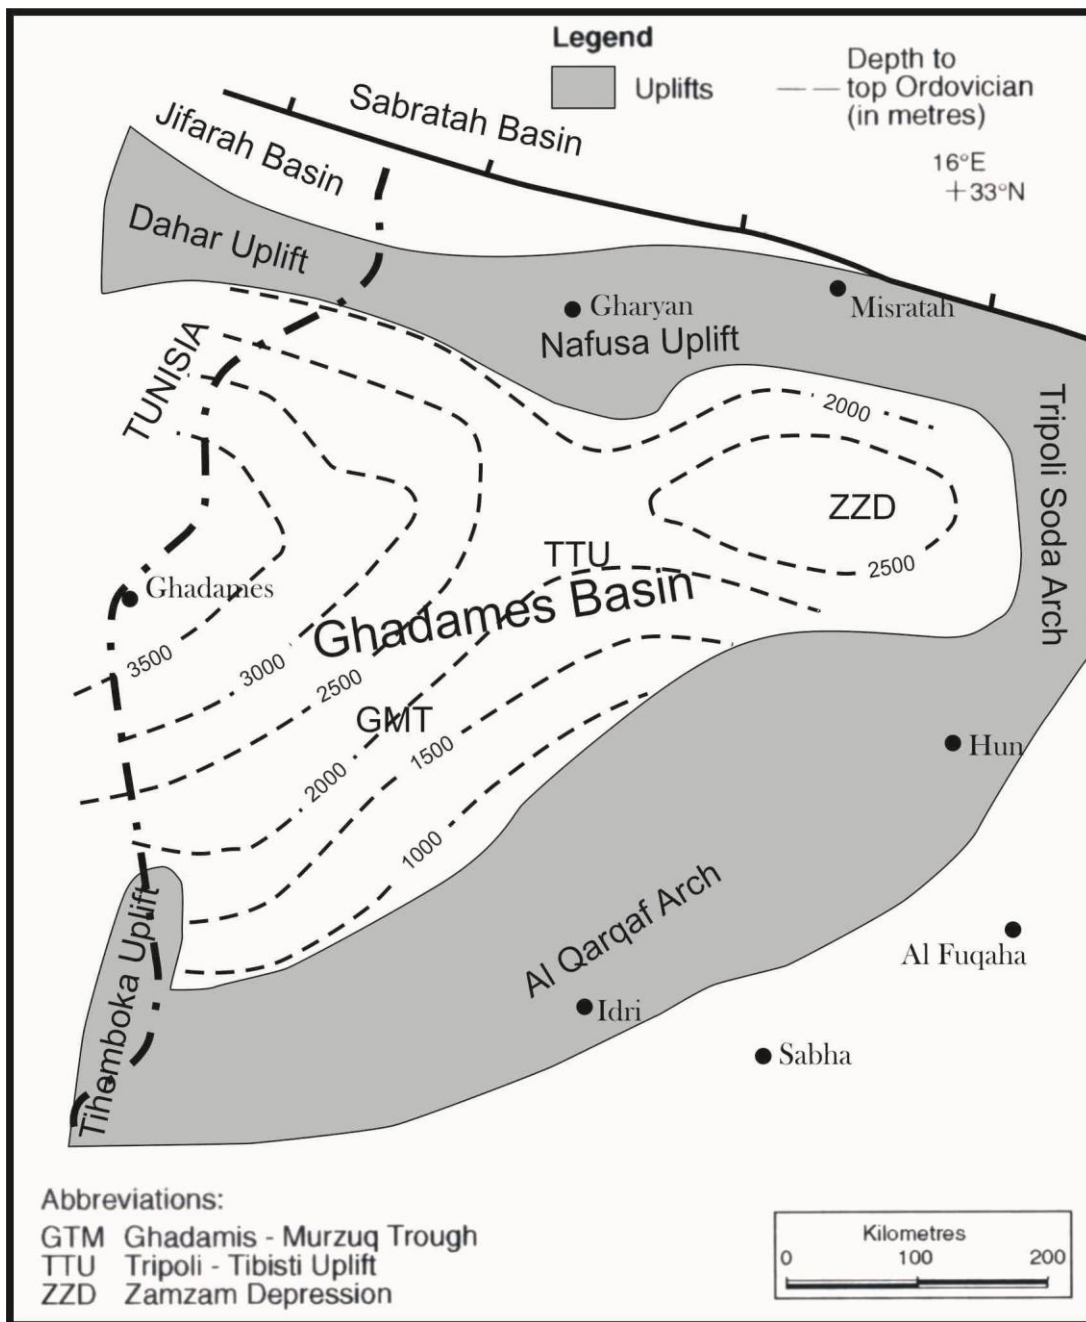 Legend
Uplifts
Depth to
top Ordovician
(in metres)
16°E
+33°N
Sabratah Basin
Jifarah Basin
Dahar Uplift
Gharyan
Misratah
Nafusa Uplift
TUNISIA
2000
Tripoli Soda Arch
ZZD
2500
TTU
Ghadames
Ghadames Basin
3500
3000
2500
GMT
2000
1500
1000
Hun
Al Qarqaf Arch
Al Fuqaha
Tihemboka Uplift
Idri
Sabha
Abbreviations:
GTM Ghadamis - Murzuq Trough
TTU Tripoli - Tibisti Uplift
ZZD Zamzam Depression
Kilometres
0 100 200